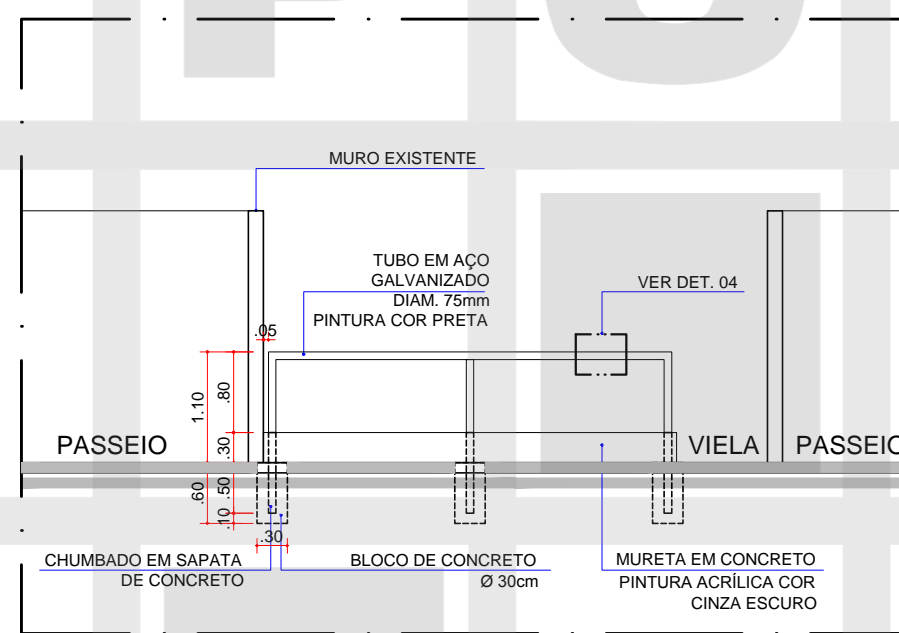 MURO EXISTENTE
TUBO EM AÇO
GALVANIZADO
DIAM. 75mm
PINTURA COR PRETA
VER DET. 04
.05
1.10
.80
.30
PASSEIO
VIELA
PASSEIO
.60
.50
.10
.30
CHUMBADO EM SAPATA
DE CONCRETO
BLOCO DE CONCRETO
Ø 30cm
MURETA EM CONCRETO
PINTURA ACRÍLICA COR
CINZA ESCURO